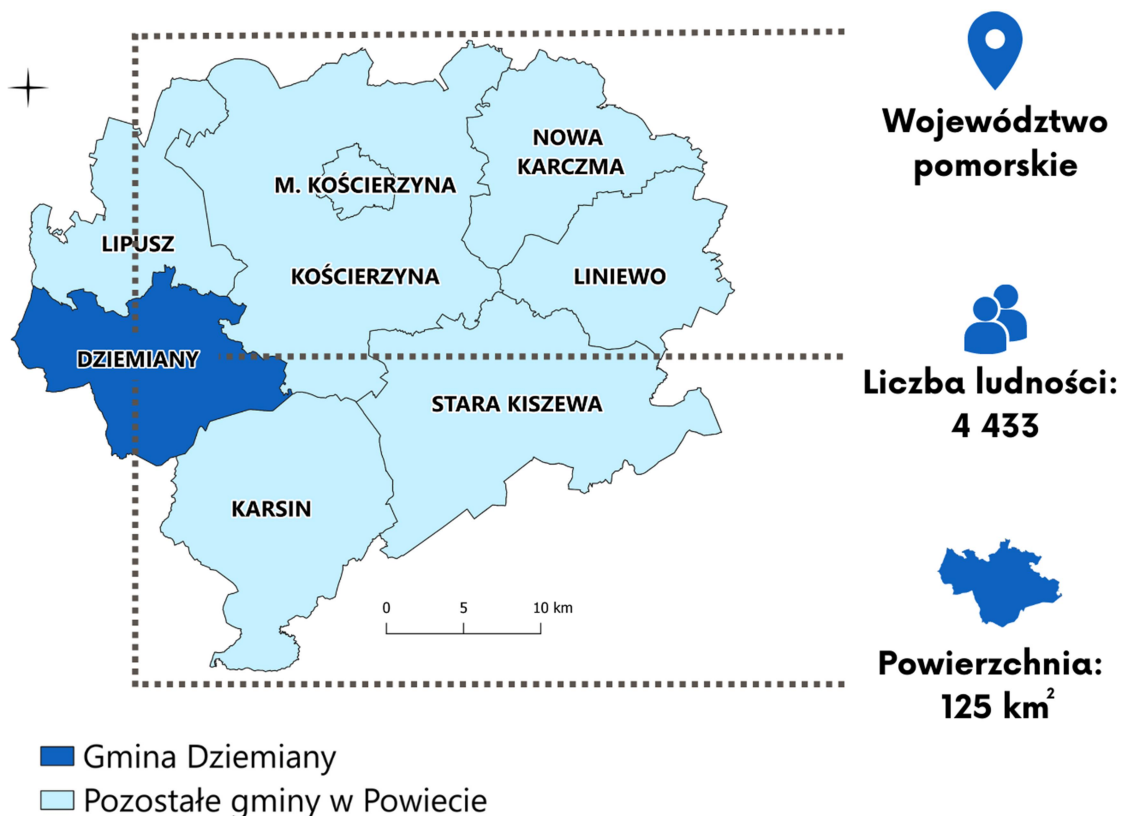 Województwo
pomorskie
NOWA
KARCZMA
M. KOŚCIERZYNA
LIPUSZ
KOŚCIERZYNA
LINIEWO
DZIEMIANY
STARA KISZEWA
KARSIN
Liczba ludności:
4 433
0 5 10 km
Powierzchnia:
125 km²
Gmina Dziemiany
Pozostałe gminy w Powiecie